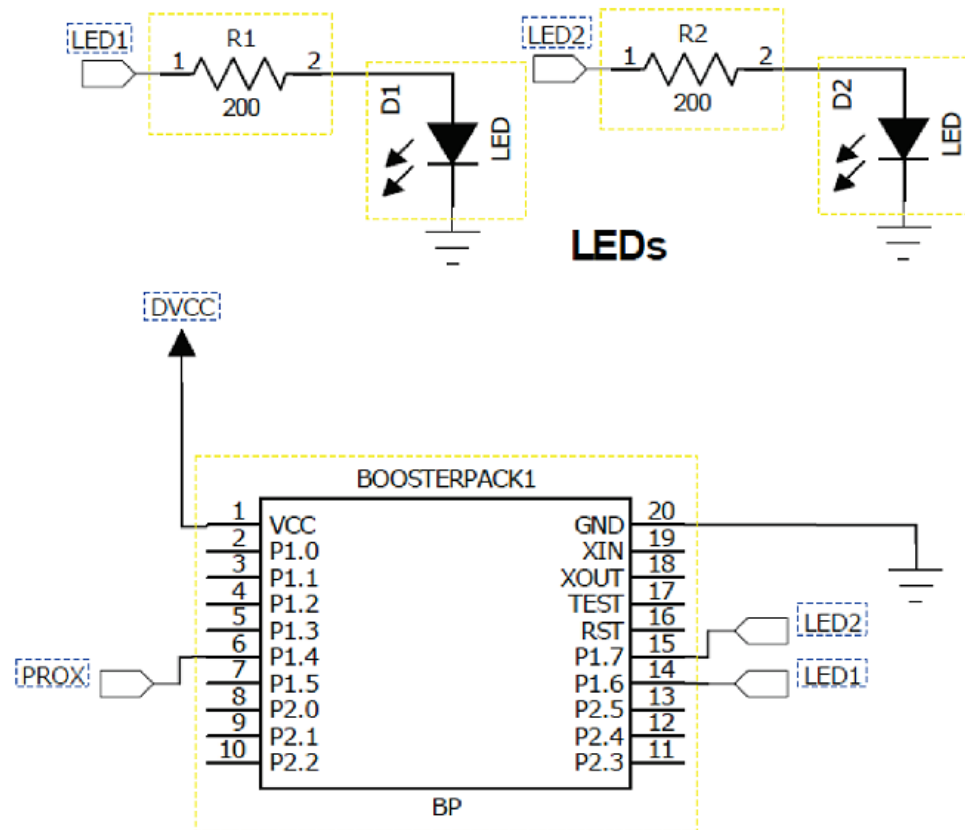 LED1
1 R1 2
200
D1
LED
LED2
1 R2 2
200
D2
LED
LEDs
DVCC
BOOSTERPACK1
1 VCC GND 20
2 P1.0 XIN 19
3 P1.1 XOUT 18
4 P1.2 TEST 17
5 P1.3 RST 16
6 P1.4 P1.7 15
7 P1.5 P1.6 14
8 P2.0 P2.5 13
9 P2.1 P2.4 12
10 P2.2 P2.3 11
LED2
PROX
LED1
BP